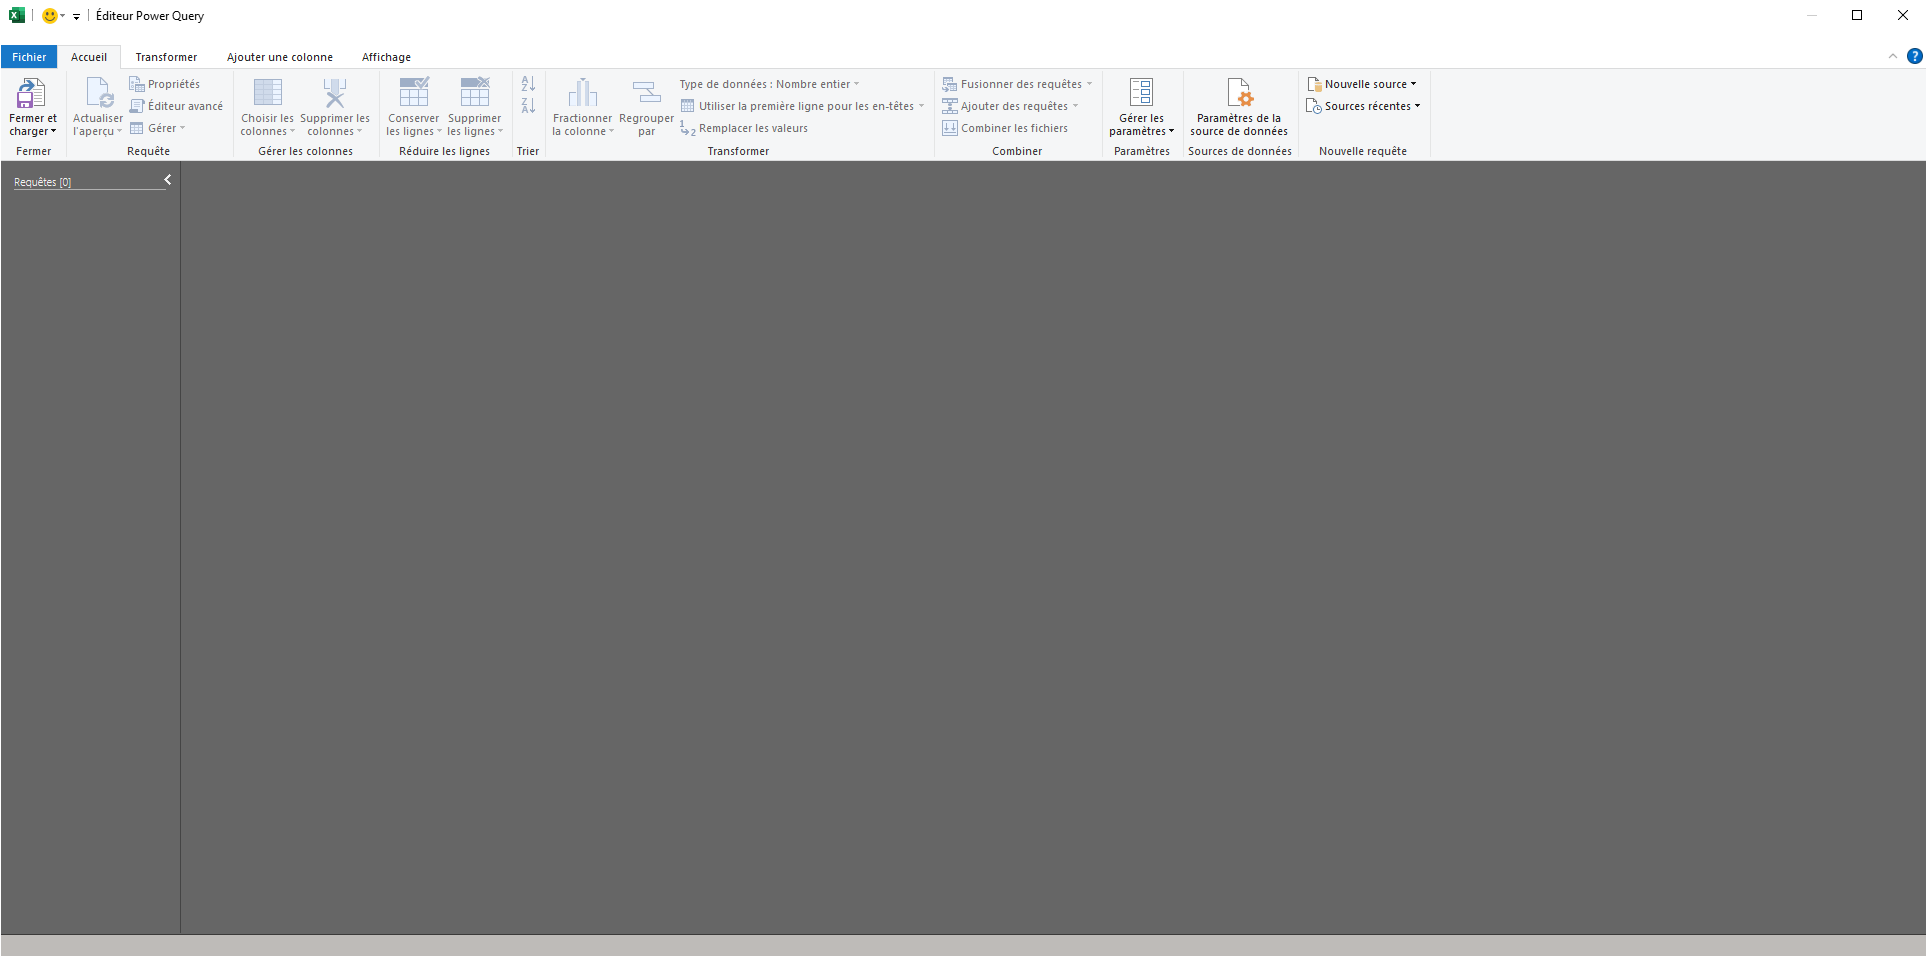 Éditeur Power Query
Fichier Accueil Transformer Ajouter une colonne Affichage
Fermer et charger
Fermer
Actualiser l'aperçu
Propriétés
Éditeur avancé
Gérer
Requête
Choisir les colonnes
Supprimer les colonnes
Gérer les colonnes
Conserver les lignes
Supprimer les lignes
Réduire les lignes
A Z
Z A
Trier
Fractionner la colonne
Regrouper par
Type de données : Nombre entier
Utiliser la première ligne pour les en-têtes
1 2 Remplacer les valeurs
Transformer
Fusionner des requêtes
Ajouter des requêtes
Combiner les fichiers
Combiner
Gérer les paramètres
Paramètres
Paramètres de la source de données
Sources de données
Nouvelle source
Sources récentes
Nouvelle requête
Requêtes [0]